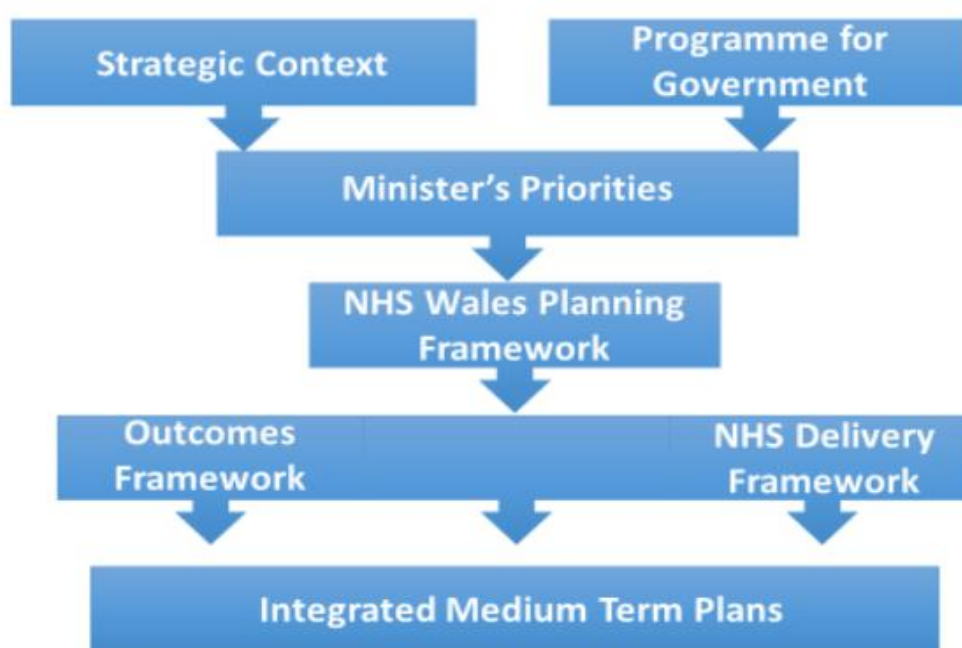 Strategic Context
Programme for
Government
Minister’s Priorities
NHS Wales Planning
Framework
Outcomes
Framework
NHS Delivery
Framework
Integrated Medium Term Plans